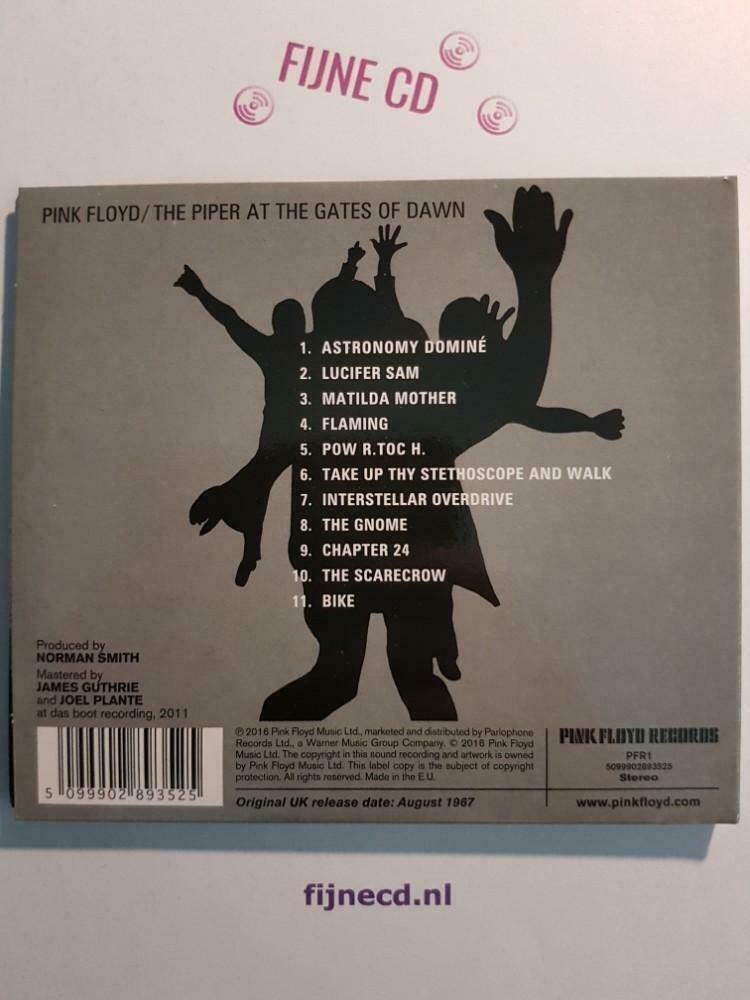 FIJNE CD
PINK FLOYD/THE PIPER AT THE GATES OF DAWN
1. ASTRONOMY DOMINÉ
2. LUCIFER SAM
3. MATILDA MOTHER
4. FLAMING
5. POW R.TOC H.
6. TAKE UP THY STETHOSCOPE AND WALK
7. INTERSTELLAR OVERDRIVE
8. THE GNOME
9. CHAPTER 24
10. THE SCARECROW
11. BIKE
Produced by
NORMAN SMITH
Mastered by
JAMES GUTHRIE
and JOEL PLANTE
at das boot recording, 2011
5 099902 893525
℗ 2016 Pink Floyd Music Ltd., marketed and distributed by Parlophone
Records Ltd., a Warner Music Group Company. © 2016 Pink Floyd
Music Ltd. The copyright in this sound recording and artwork is owned
by Pink Floyd Music Ltd. This label copy is the subject of copyright
protection. All rights reserved. Made in the E.U.
Original UK release date: August 1967
PINK FLOYD RECORDS
PFR1
5099902893525
Stereo
www.pinkfloyd.com
fijnecd.nl